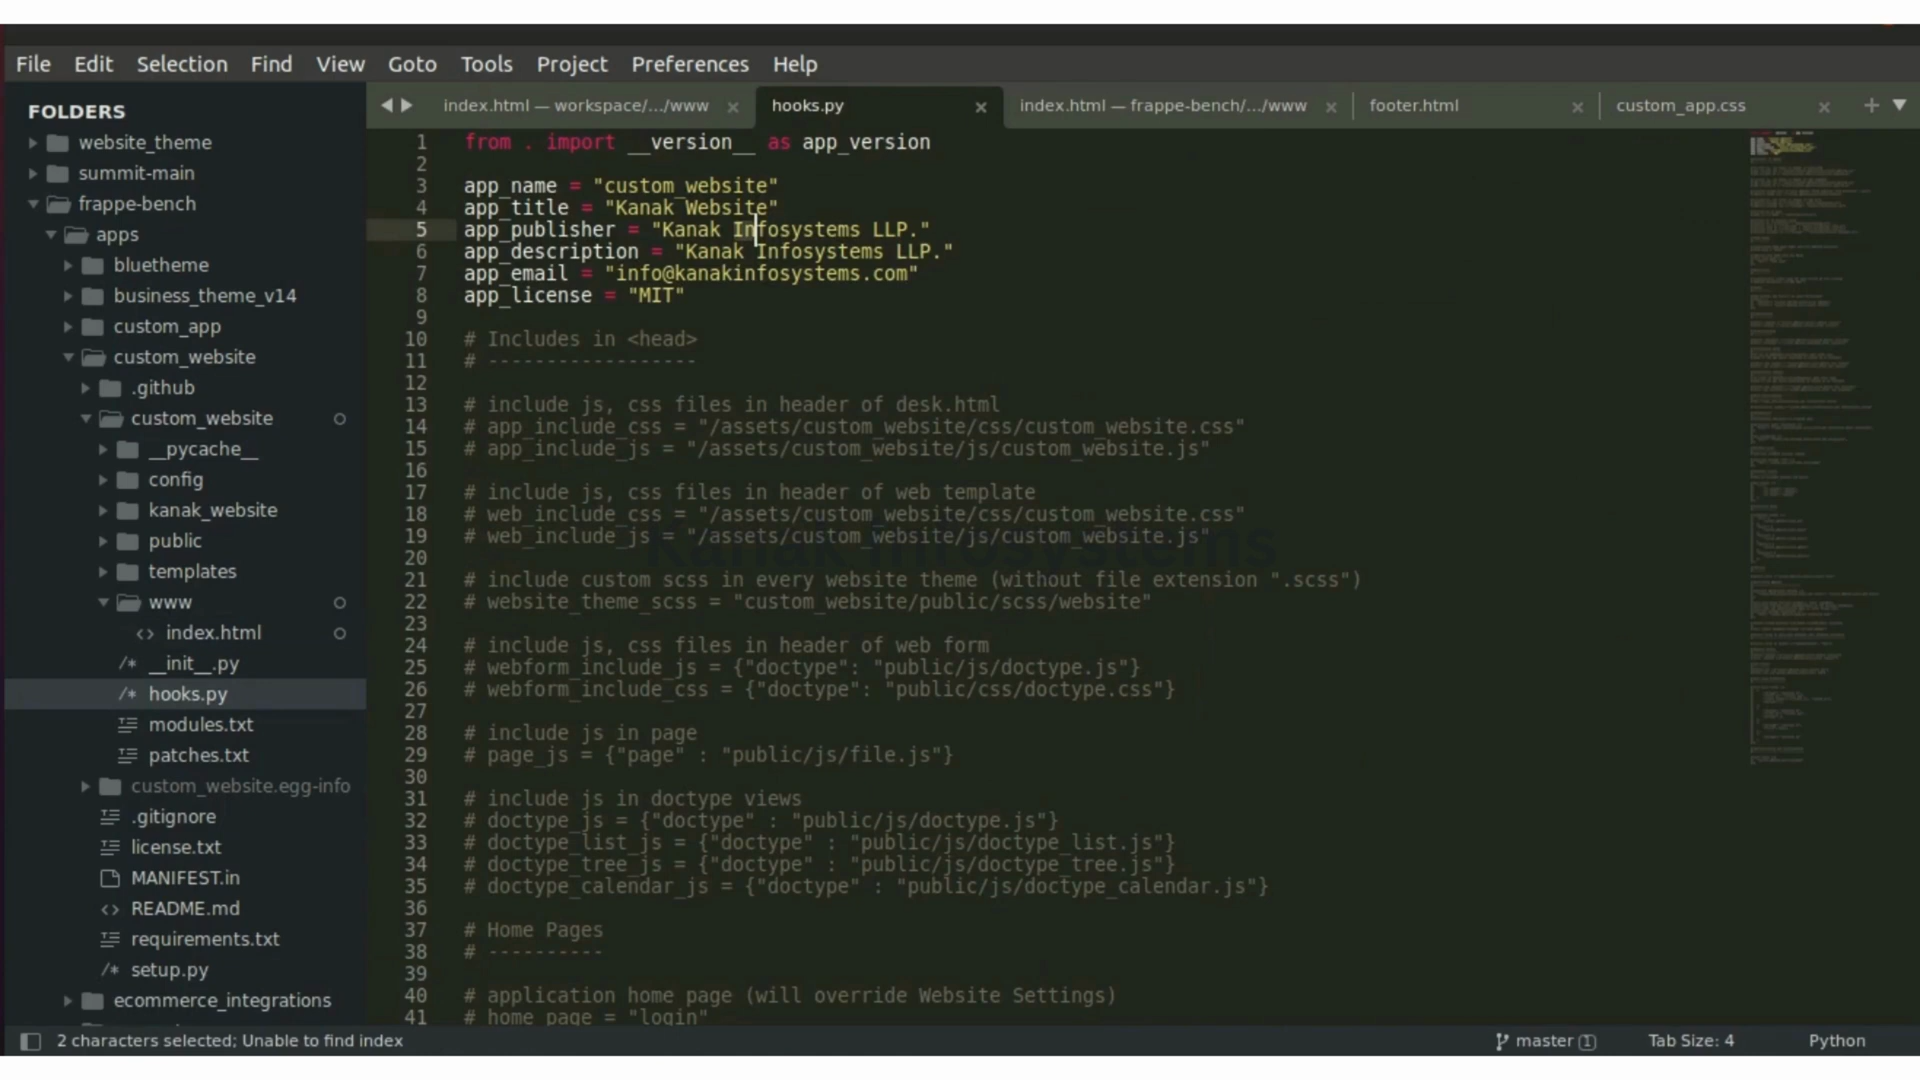 File Edit Selection Find View Goto Tools Project Preferences Help
FOLDERS
website_theme
summit-main
frappe-bench
apps
bluetheme
business_theme_v14
custom_app
custom_website
.github
custom_website
__pycache__
config
kanak_website
public
templates
www
<> index.html
/* __init__.py
/* hooks.py
modules.txt
patches.txt
custom_website.egg-info
.gitignore
license.txt
MANIFEST.in
<> README.md
requirements.txt
/* setup.py
ecommerce_integrations
index.html — workspace/.../www × hooks.py × index.html — frappe-bench/.../www × footer.html × custom_app.css × +
1 from . import __version__ as app_version
2
3 app_name = "custom_website"
4 app_title = "Kanak Website"
5 app_publisher = "Kanak Infosystems LLP."
6 app_description = "Kanak Infosystems LLP."
7 app_email = "info@kanakinfosystems.com"
8 app_license = "MIT"
9
10 # Includes in <head>
11 # ------------------
12
13 # include js, css files in header of desk.html
14 # app_include_css = "/assets/custom_website/css/custom_website.css"
15 # app_include_js = "/assets/custom_website/js/custom_website.js"
16
17 # include js, css files in header of web template
18 # web_include_css = "/assets/custom_website/css/custom_website.css"
19 # web_include_js = "/assets/custom_website/js/custom_website.js"
Kanak Infosystems
20
21 # include custom scss in every website theme (without file extension ".scss")
22 # website_theme_scss = "custom_website/public/scss/website"
23
24 # include js, css files in header of web form
25 # webform_include_js = {"doctype": "public/js/doctype.js"}
26 # webform_include_css = {"doctype": "public/css/doctype.css"}
27
28 # include js in page
29 # page_js = {"page" : "public/js/file.js"}
30
31 # include js in doctype views
32 # doctype_js = {"doctype" : "public/js/doctype.js"}
33 # doctype_list_js = {"doctype" : "public/js/doctype_list.js"}
34 # doctype_tree_js = {"doctype" : "public/js/doctype_tree.js"}
35 # doctype_calendar_js = {"doctype" : "public/js/doctype_calendar.js"}
36
37 # Home Pages
38 # ----------
39
40 # application home page (will override Website Settings)
41 # home_page = "login"
2 characters selected; Unable to find index master 1 Tab Size: 4 Python